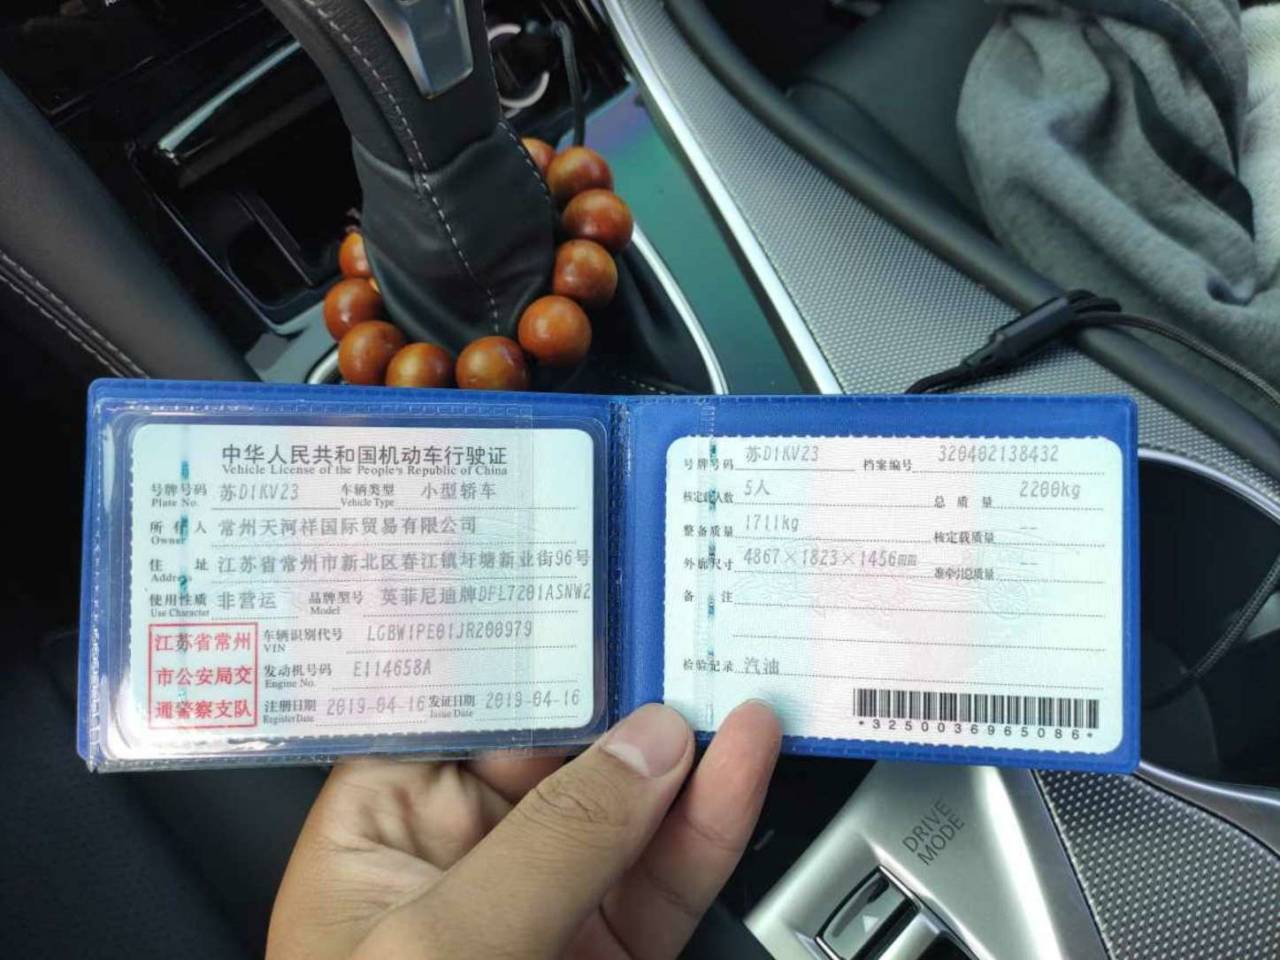 中华人民共和国机动车行驶证
Vehicle License of the People's Republic of China
号牌号码 苏D1KV23 车辆类型 小型轿车
Plate No. Vehicle Type
所有人 常州天河祥国际贸易有限公司
Owner
住址 江苏省常州市新北区春江镇圩塘新业街96号
Address
使用性质 非营运 品牌型号 英菲尼迪牌DFL7201ASNW2
Use Character Model
江苏省常州
市公安局交
通警察支队
车辆识别代号 LGBW1PE01JR200979
VIN
发动机号码 E114658A
Engine No.
注册日期 2019-04-16 发证日期 2019-04-16
Register Date Issue Date
号牌号码 苏D1KV23 档案编号 320402138432
核定载人数 5人 总质量 2200kg
整备质量 1711kg 核定载质量 --
外廓尺寸 4867×1823×1456mm 准牵引总质量 --
备注
检验记录 汽油
*3250036965086*
DRIVE
MODE